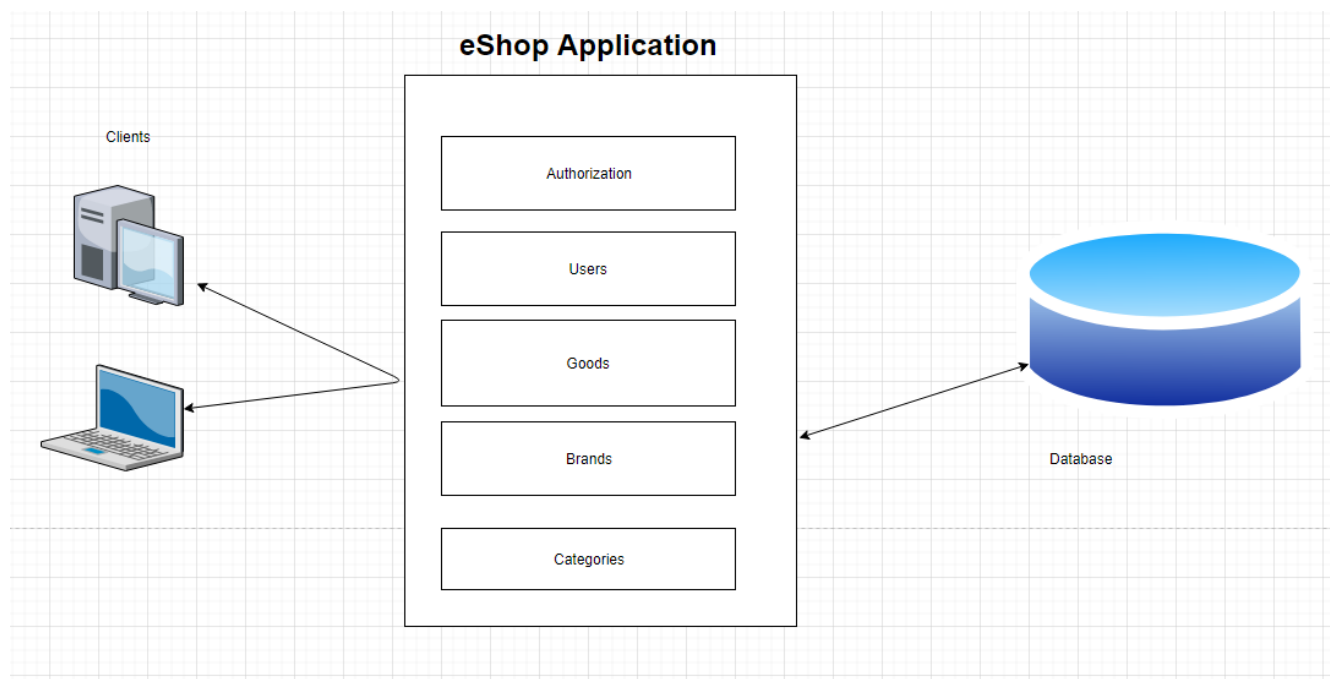 eShop Application
Clients
Authorization
Users
Goods
Brands
Database
Categories